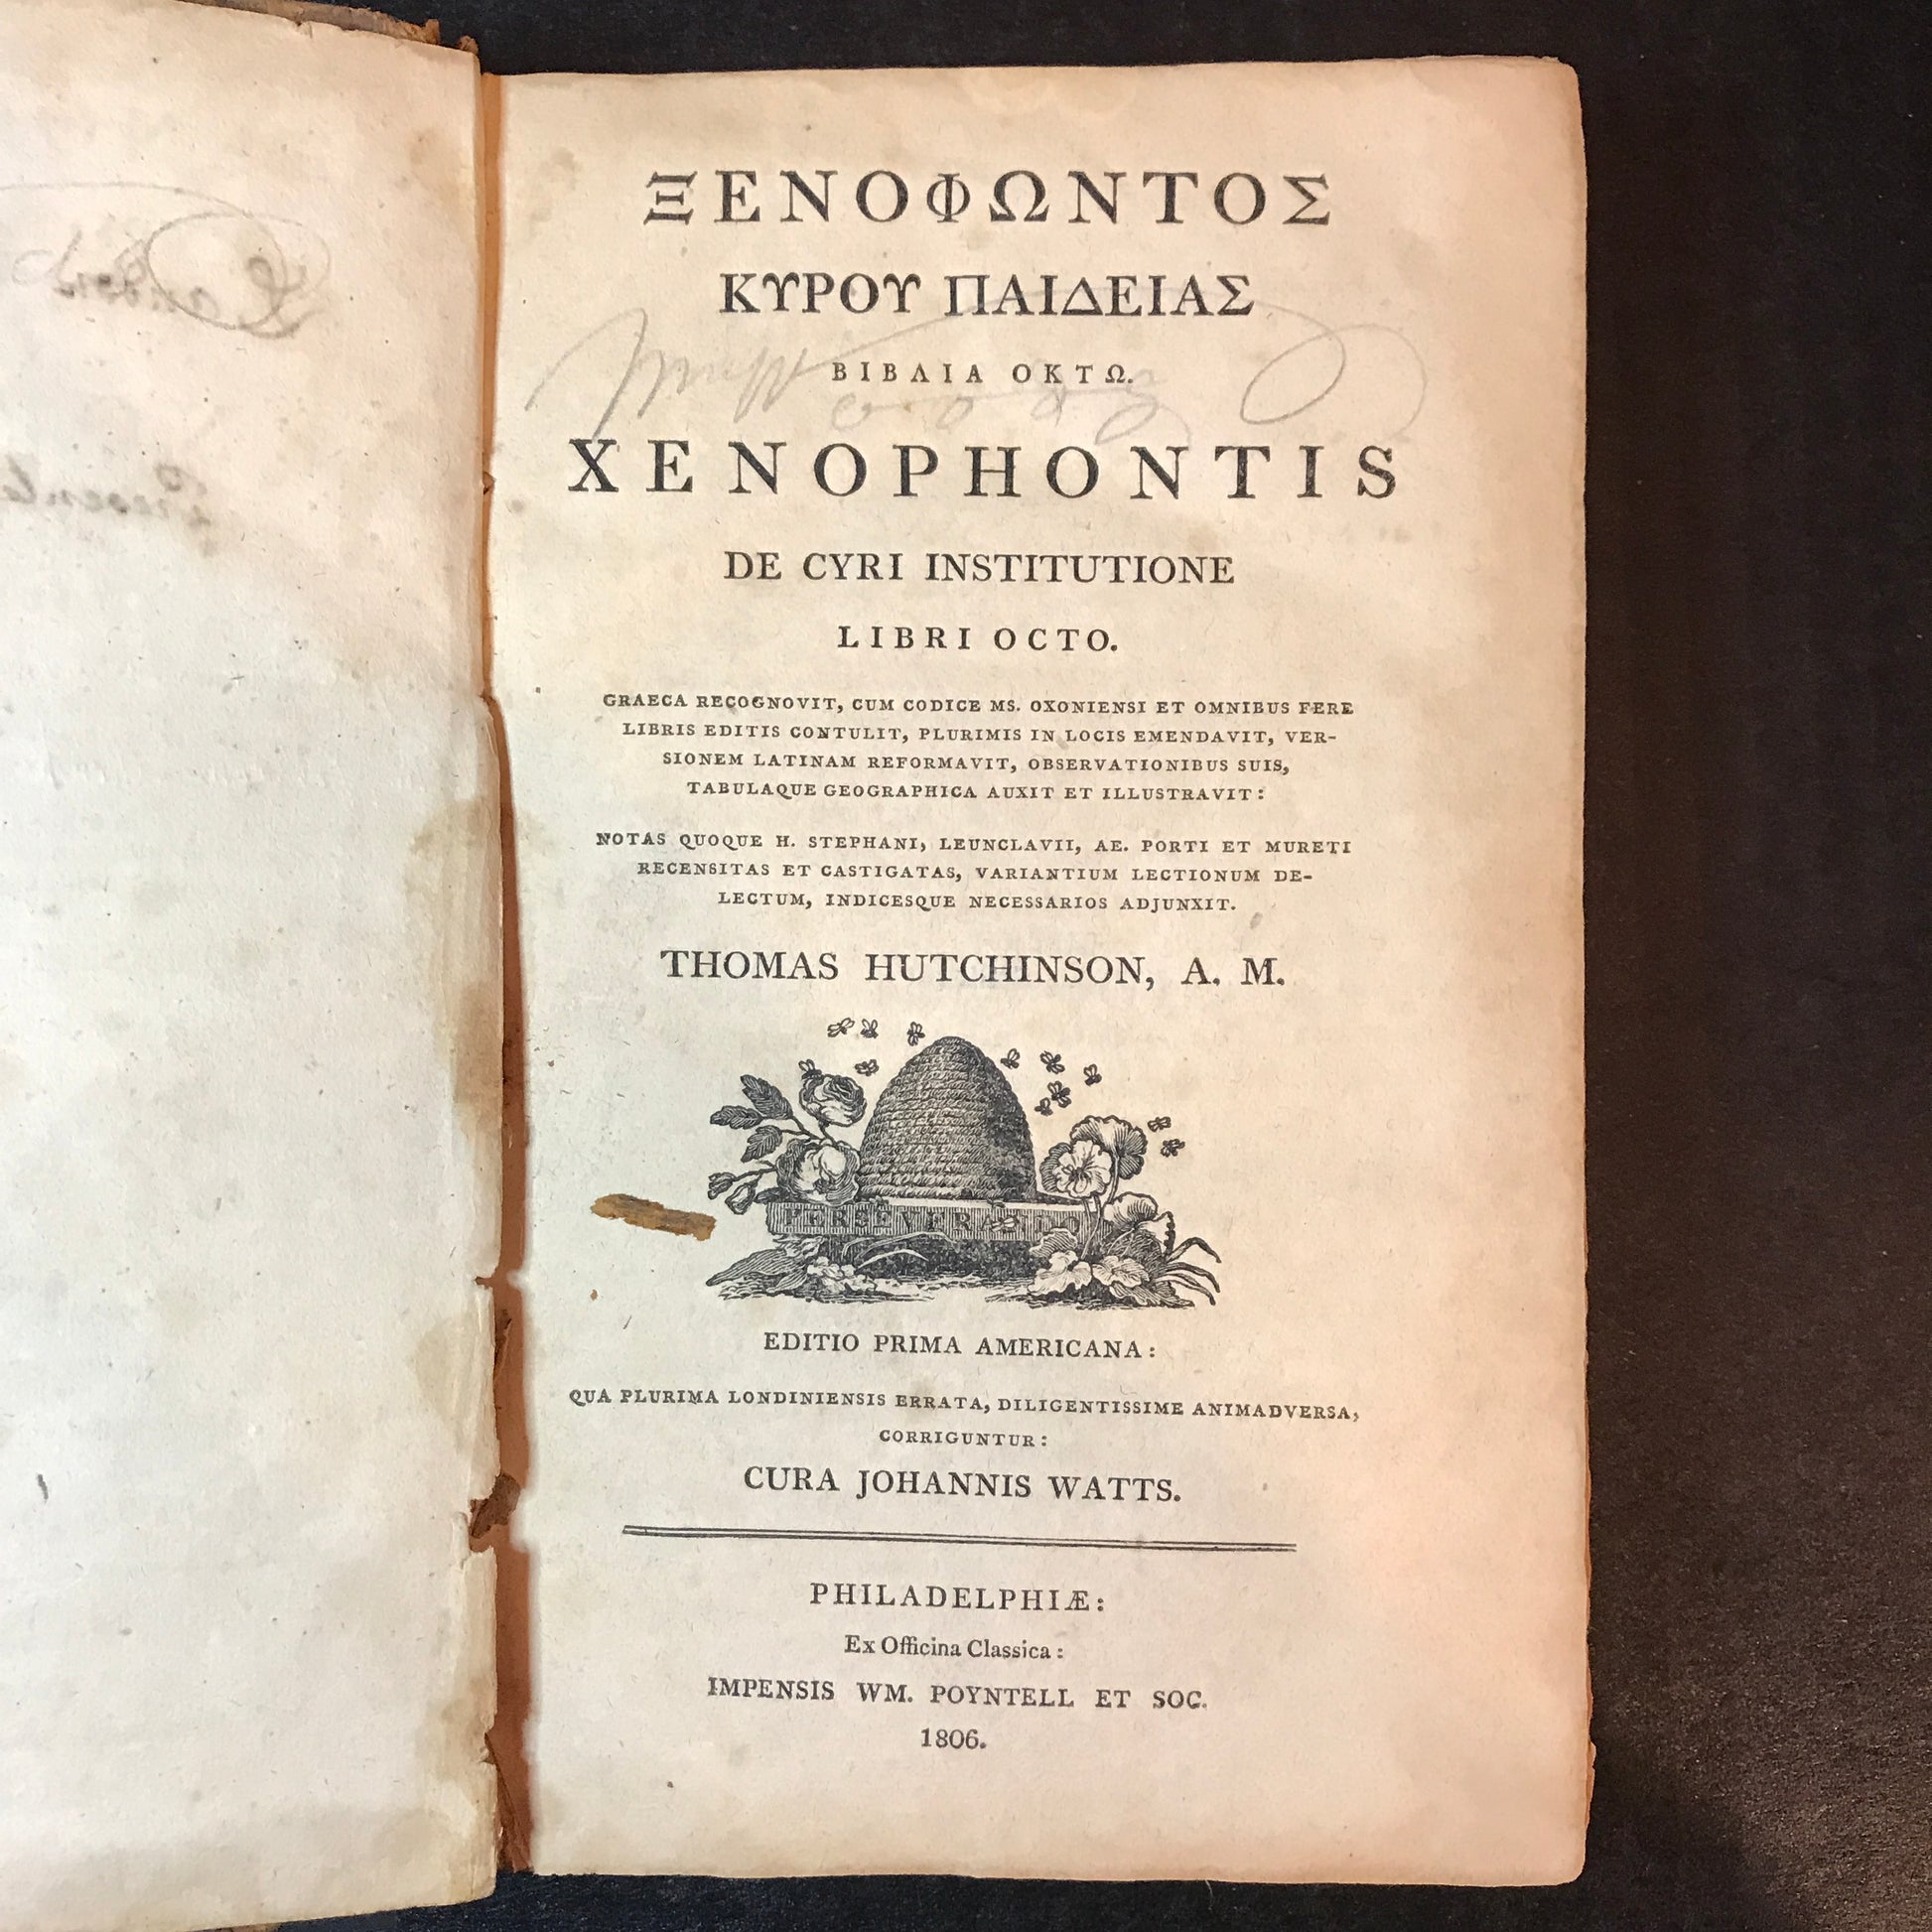 ΞΕΝΟΦΩΝΤΟΣ
ΚΥΡΟΥ ΠΑΙΔΕΙΑΣ
ΒΙΒΛΙΑ ΟΚΤΩ.
XENOPHONTIS
DE CYRI INSTITUTIONE
LIBRI OCTO.
GRAECA RECOGNOVIT, CUM CODICE MS. OXONIENSI ET OMNIBUS FERE
LIBRIS EDITIS CONTULIT, PLURIMIS IN LOCIS EMENDAVIT, VER-
SIONEM LATINAM REFORMAVIT, OBSERVATIONIBUS SUIS,
TABULAQUE GEOGRAPHICA AUXIT ET ILLUSTRAVIT:
NOTAS QUOQUE H. STEPHANI, LEUNCLAVII, AE. PORTI ET MURETI
RECENSITAS ET CASTIGATAS, VARIANTIUM LECTIONUM DE-
LECTUM, INDICESQUE NECESSARIOS ADJUNXIT.
THOMAS HUTCHINSON, A. M.
PERSEVERANDO
EDITIO PRIMA AMERICANA:
QUA PLURIMA LONDINIENSIS ERRATA, DILIGENTISSIME ANIMADVERSA,
CORRIGUNTUR:
CURA JOHANNIS WATTS.
PHILADELPHIÆ:
Ex Officina Classica:
IMPENSIS WM. POYNTELL ET SOC.
1806.